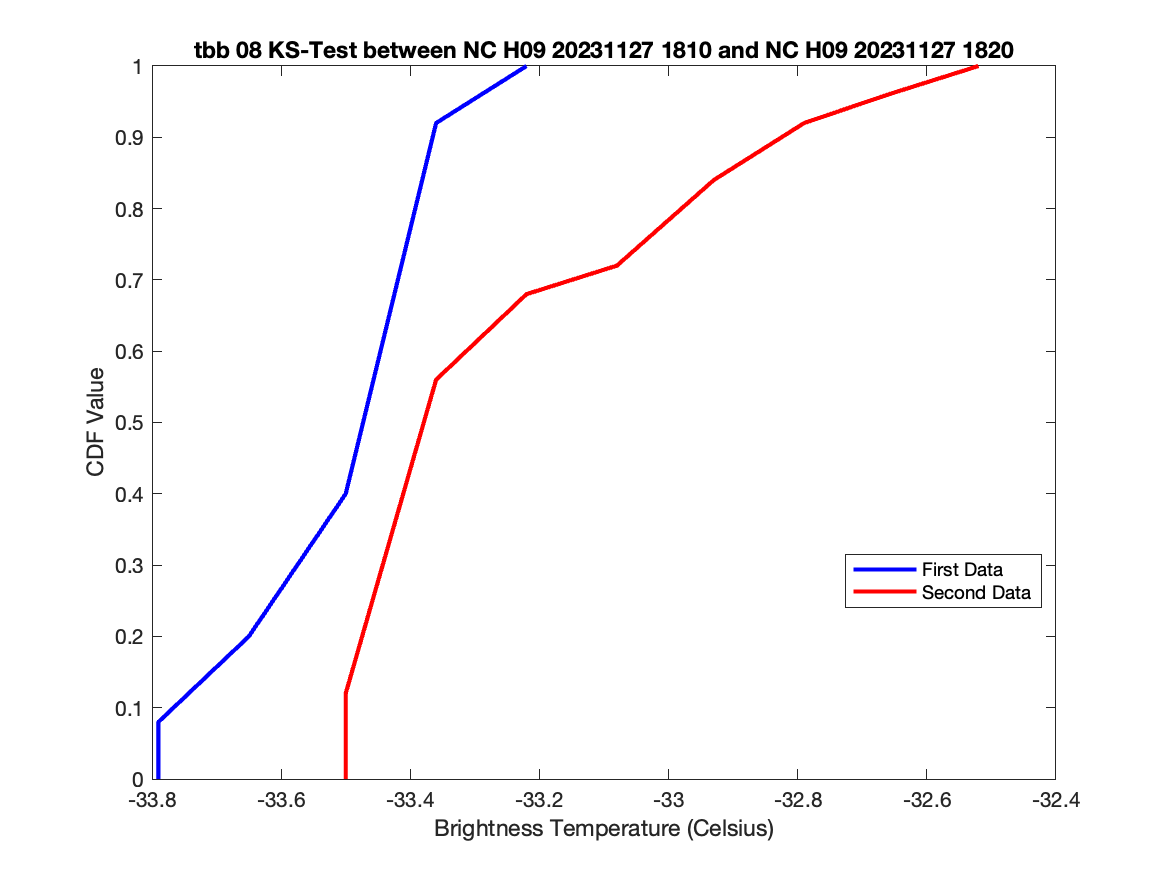 tbb 08 KS-Test between NC H09 20231127 1810 and NC H09 20231127 1820
1
0.9
0.8
0.7
0.6
0.5
0.4
0.3
0.2
0.1
0
CDF Value
First Data
Second Data
-33.8 -33.6 -33.4 -33.2 -33 -32.8 -32.6 -32.4
Brightness Temperature (Celsius)